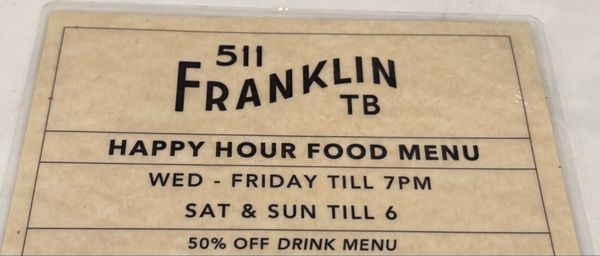 511
FRANKLIN
TB
HAPPY HOUR FOOD MENU
WED - FRIDAY TILL 7PM
SAT & SUN TILL 6
50% OFF DRINK MENU